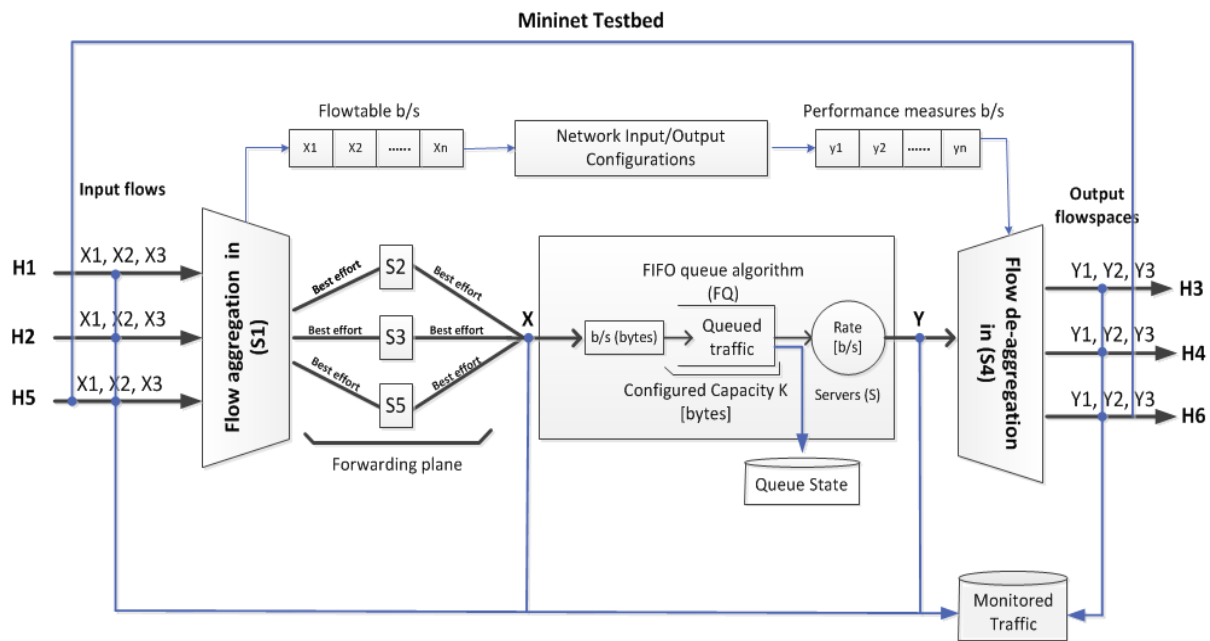 Mininet Testbed
Flowtable b/s
X1 X2 ...... Xn
Network Input/Output
Configurations
Performance measures b/s
y1 y2 ...... yn
Input flows
Output
flowspaces
H1
X1, X2, X3
H2
X1, X2, X3
H5
X1, X2, X3
Flow aggregation in
(S1)
Best effort
S2
Best effort
Best effort
S3
Best effort
Best effort
S5
Best effort
Forwarding plane
X
FIFO queue algorithm
(FQ)
b/s (bytes)
Queued
traffic
Rate
[b/s]
Configured Capacity K
[bytes]
Servers (S)
Queue State
Y
Flow de-aggregation
in (S4)
Y1, Y2, Y3
H3
Y1, Y2, Y3
H4
Y1, Y2, Y3
H6
Monitored
Traffic